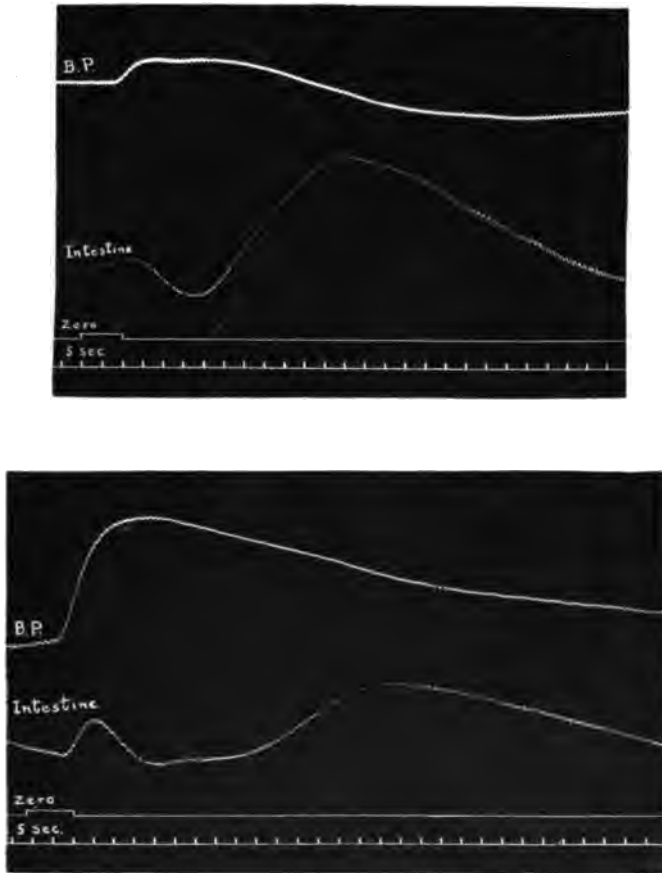 B.P.
Intestine
Zero
5 sec
B.P.
Intestine
Zero
5 sec.